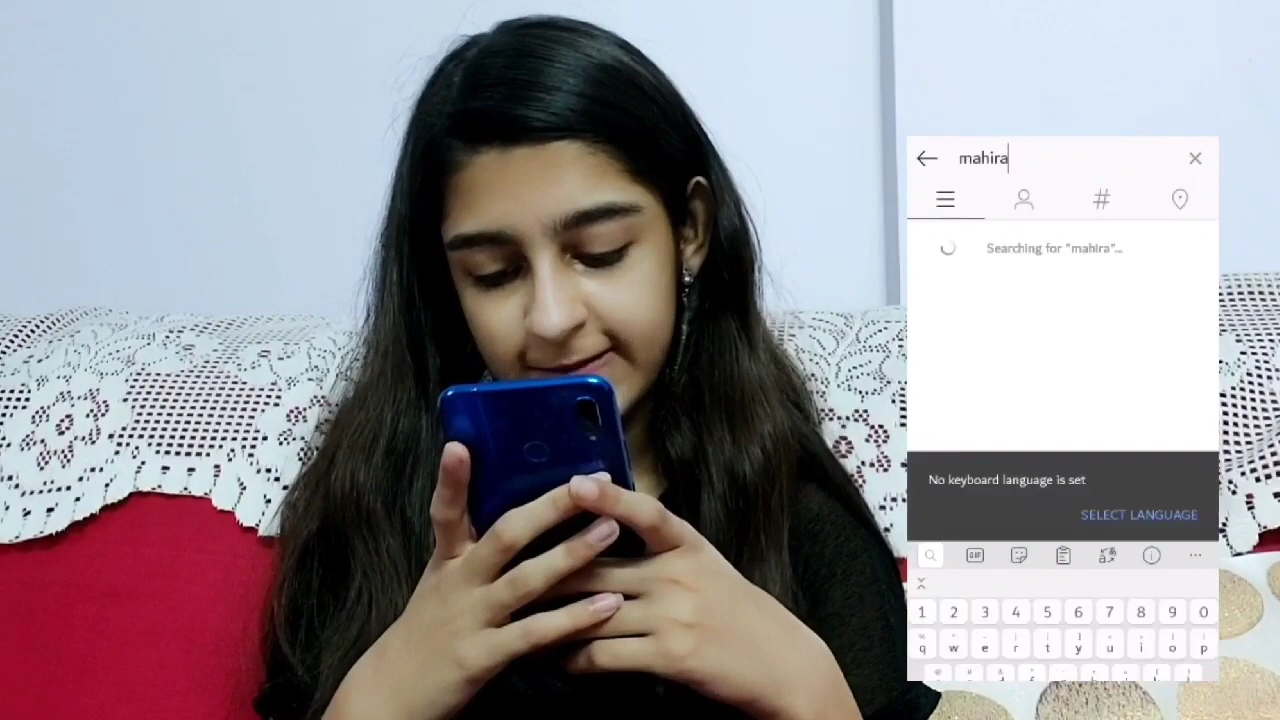 mahira
Searching for "mahira"...
No keyboard language is set
SELECT LANGUAGE
GIF
1 2 3 4 5 6 7 8 9 0
q w e r t y u i o p